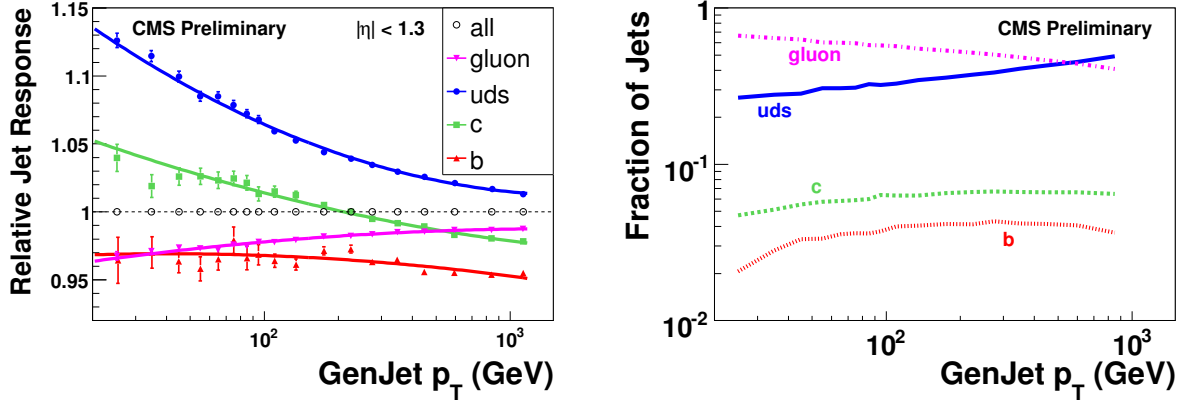 CMS Preliminary
|η| < 1.3
all
gluon
uds
c
b
Relative Jet Response
1.15
1.1
1.05
1
0.95
10²
10³
GenJet p_T (GeV)
CMS Preliminary
gluon
uds
c
b
Fraction of Jets
1
10⁻¹
10⁻²
10²
10³
GenJet p_T (GeV)